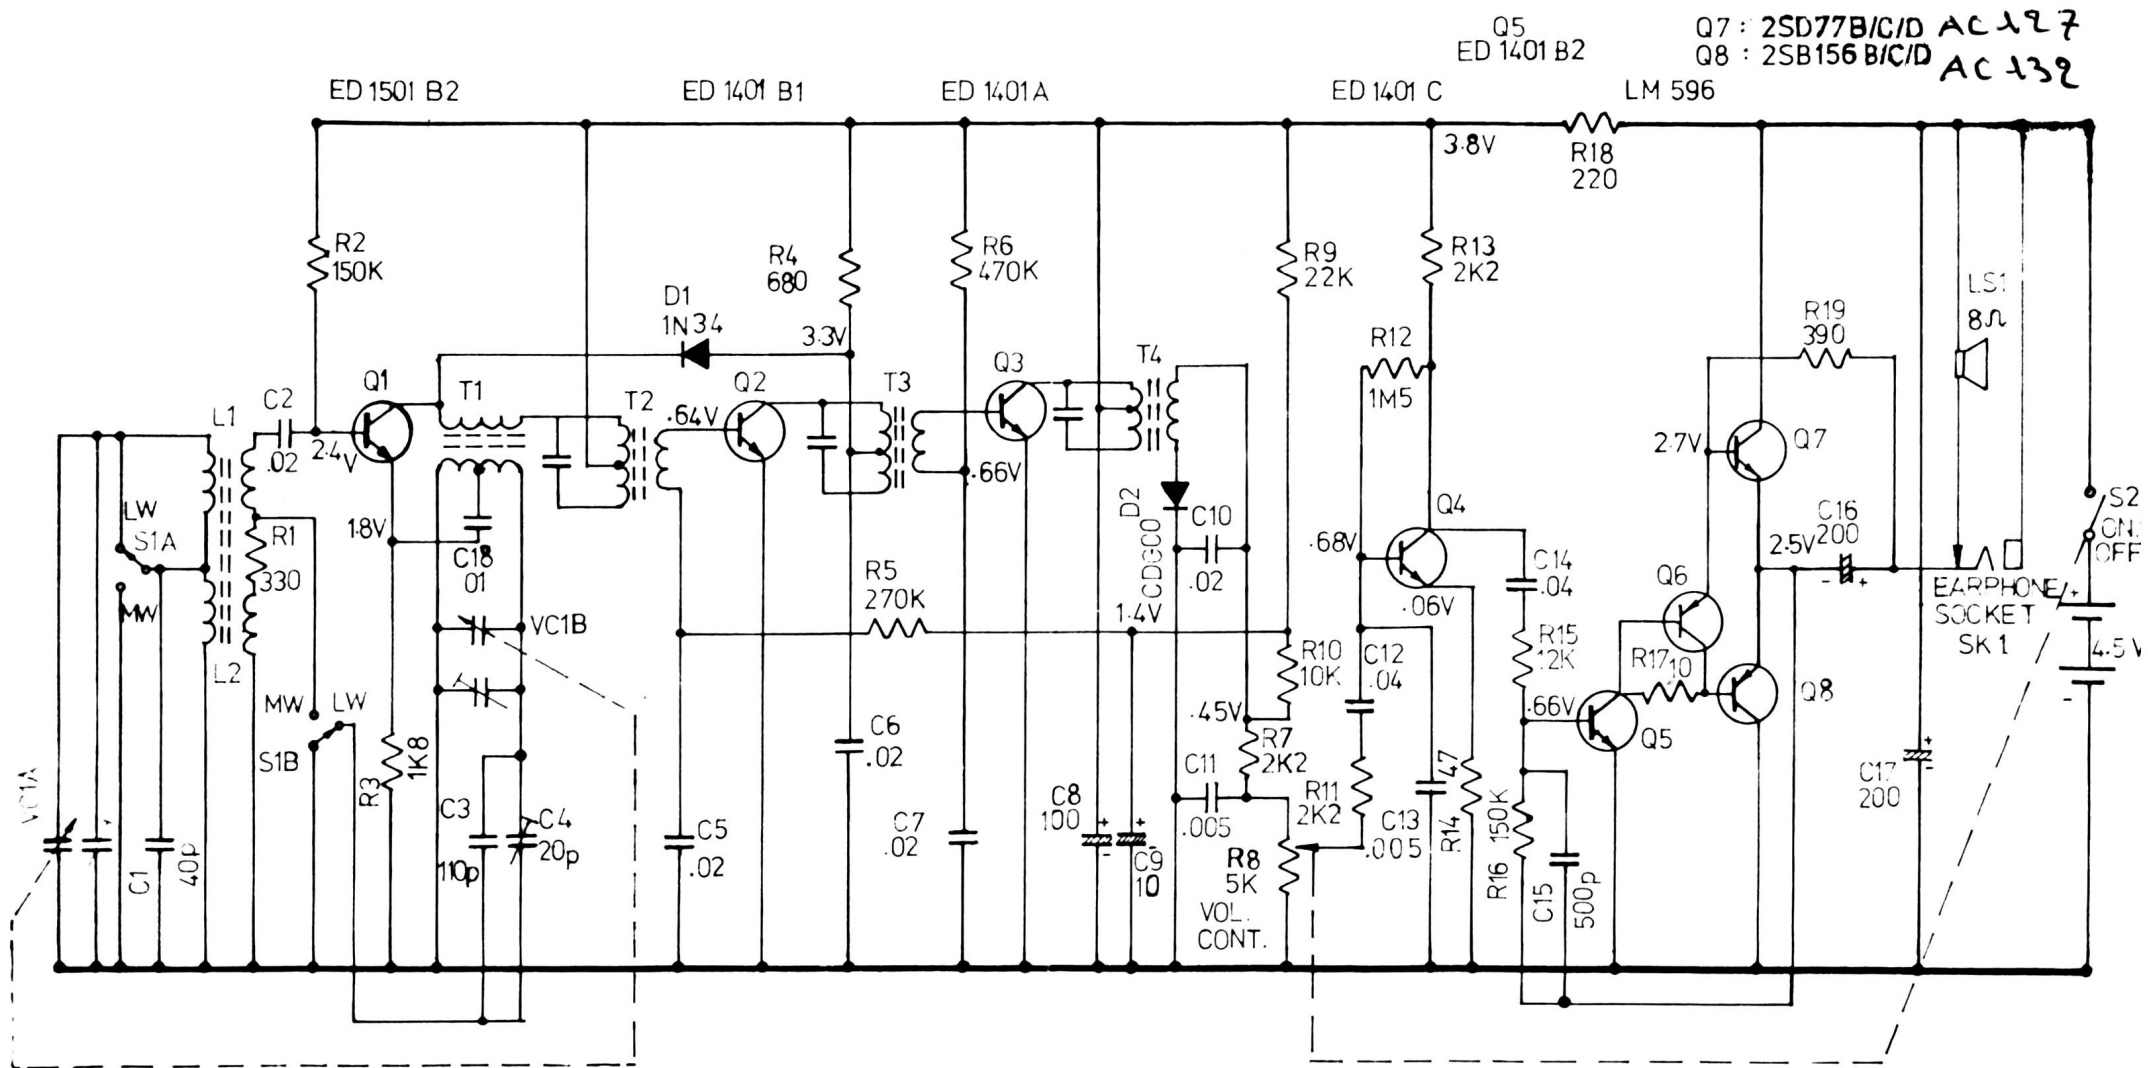 Q5
ED 1401 B2
Q7 : 2SD77B/C/D AC 127
Q8 : 2SB156 B/C/D AC 132
ED 1501 B2
ED 1401 B1
ED 1401A
ED 1401 C
LM 596
3.8V
R18
220
R2
150K
R4
680
R6
470K
R9
22K
R13
2K2
D1
1N34
3.3V
R12
1M5
R19
390
LS1
8Ω
Q1
T1
T2
Q2
T3
Q3
T4
L1
C2
.02
2.4V
.64V
.66V
2.7V
Q7
LW
S1A
MW
R1
330
1.8V
C18
01
D2
C10
.02
.68V
Q4
C14
.04
2.5V
C16
200
S2
ON.
OFF
L2
VC1B
R5
270K
1.4V
.06V
Q6
EARPHONE
SOCKET
SK1
4.5V
R10
10K
C12
.04
R15
12K
R17
10
Q8
MW
LW
S1B
.45V
.66V
Q5
R3
1K8
C6
.02
R7
2K2
VC1A
C1
40p
C3
110p
C4
20p
C5
.02
C7
.02
C8
100
C9
10
C11
.005
R8
5K
VOL.
CONT.
R11
2K2
C13
.005
R14
47
R16
150K
C15
500p
C17
200